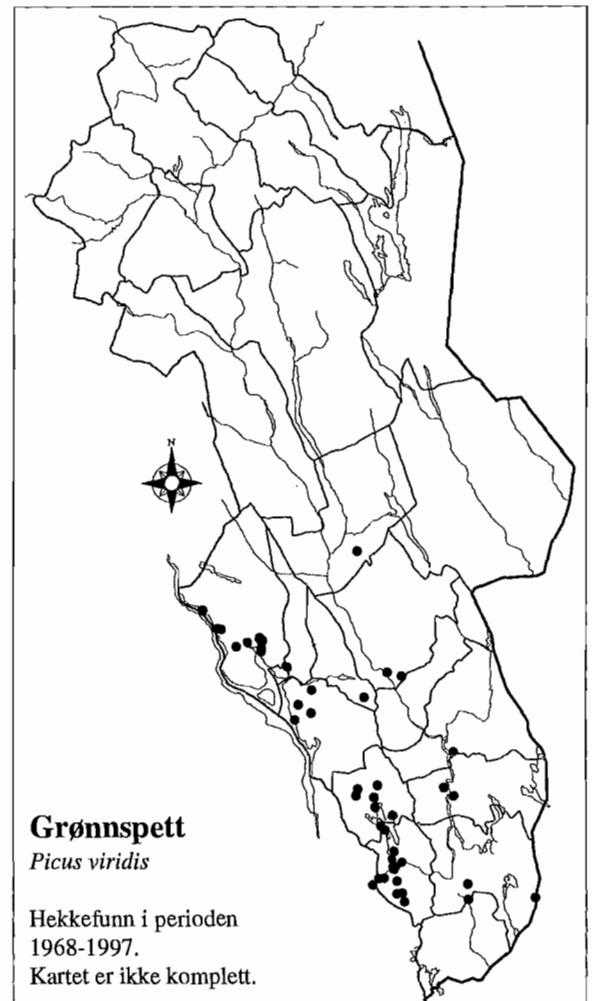 N
Grønnspett
Picus viridis
Hekkefunn i perioden
1968-1997.
Kartet er ikke komplett.